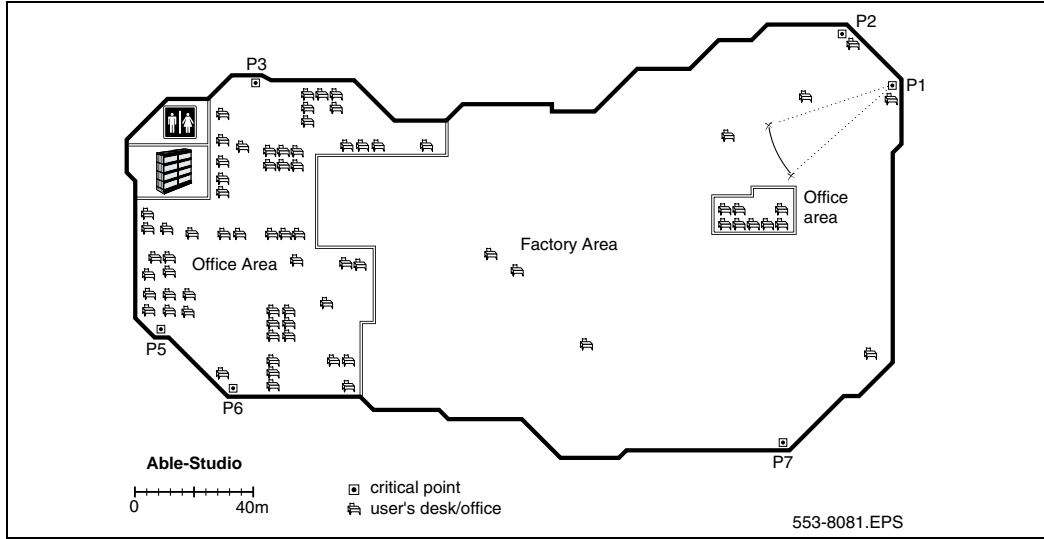 P2
P3
P1
Office
area
Factory Area
Office Area
P5
P6
P7
Able-Studio
0 40m
critical point
user's desk/office
553-8081.EPS